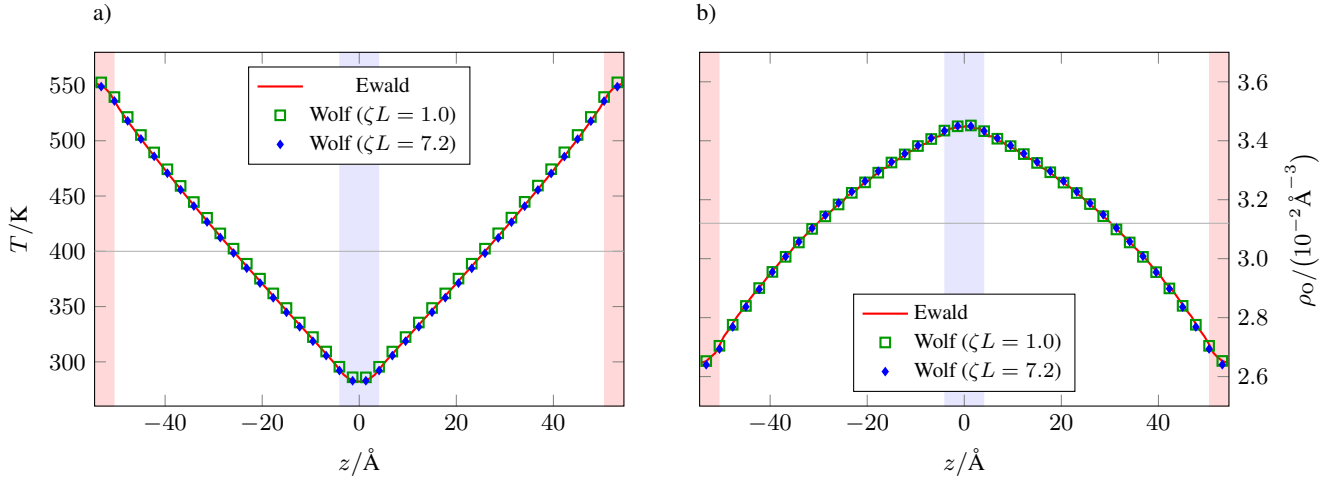 a)
550
500
450
400
350
300
T/K
Ewald
Wolf (ζL = 1.0)
Wolf (ζL = 7.2)
−40
−20
0
20
40
z/Å
b)
3.6
3.4
3.2
3.0
2.8
2.6
ρO/(10−2Å−3)
Ewald
Wolf (ζL = 1.0)
Wolf (ζL = 7.2)
−40
−20
0
20
40
z/Å